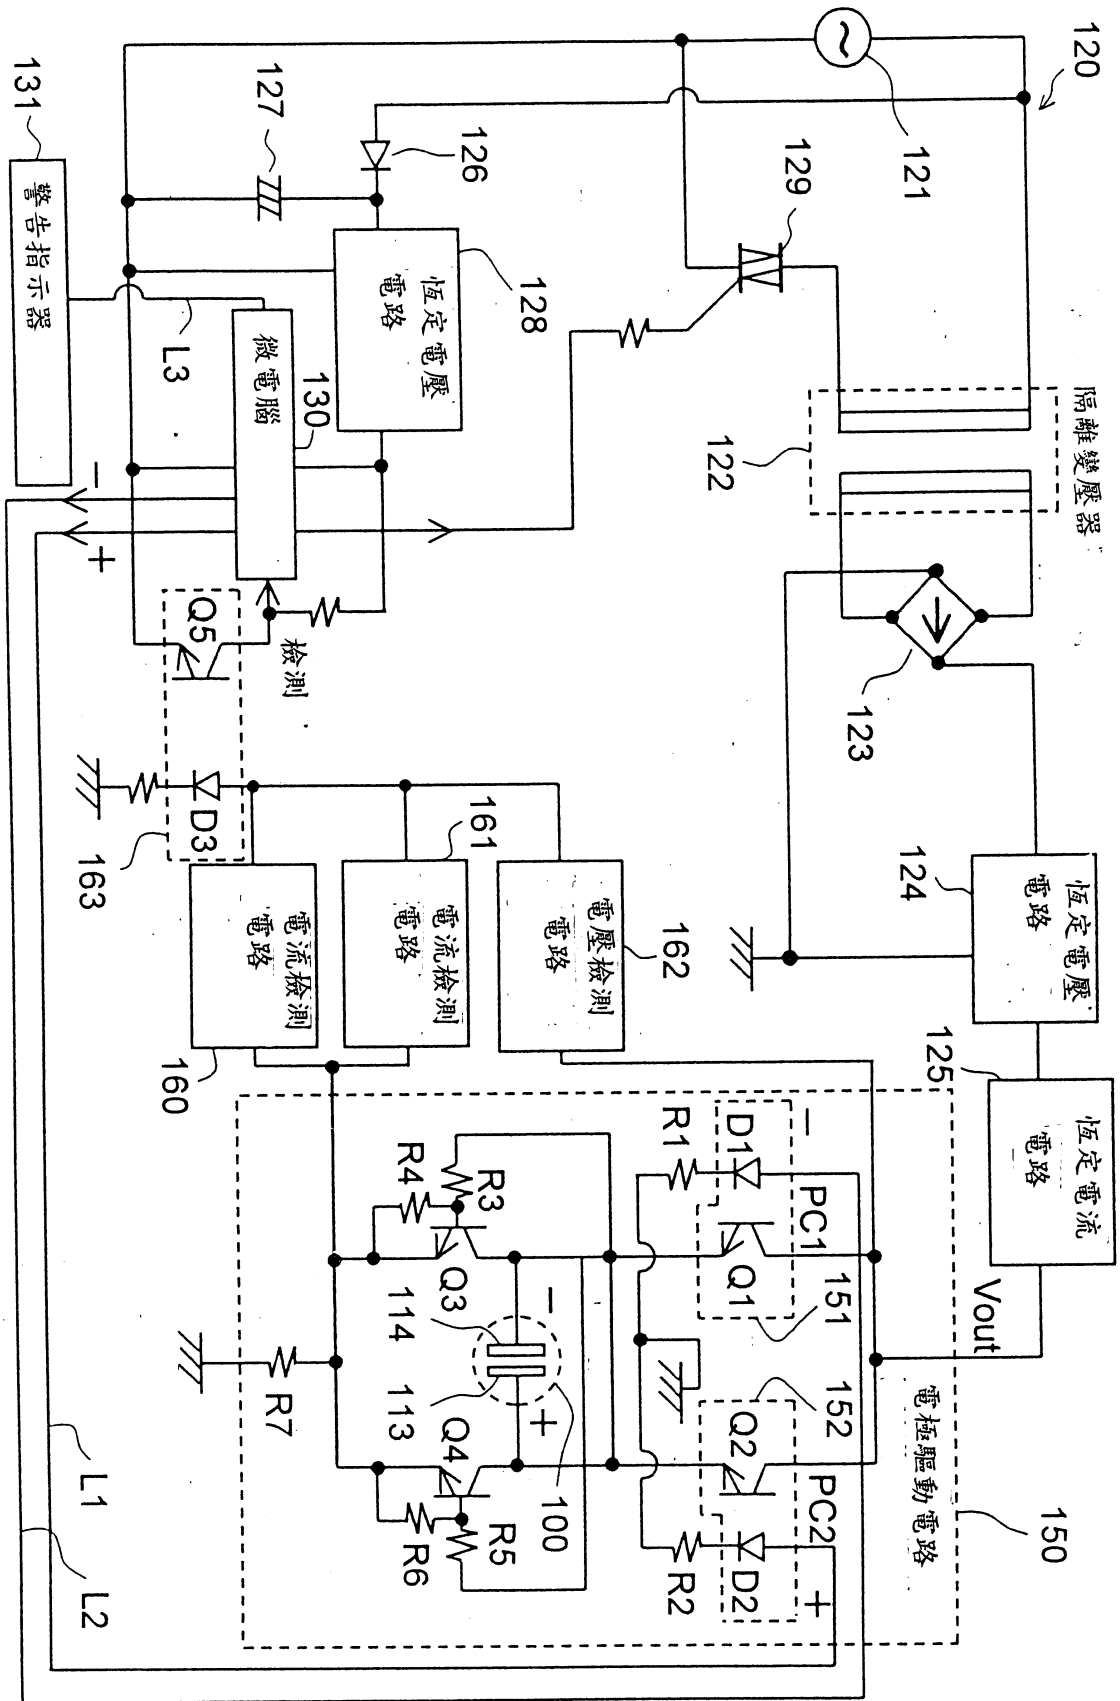 120
121
129
隔離變壓器
122
123
124
恆定電壓
電路
125
恆定電流
電路
Vout
126
127
128
恆定電壓
電路
131
警告指示器
L3
微電腦
130
−
+
檢測
Q5
D3
163
161
162
電壓檢測
電路
電流檢測
電路
電流檢測
電路
160
電極驅動電路
150
−
D1
PC1
R1
Q1
151
152
Q2
PC2
D2
+
R2
R3
R4
Q3
−
114
113
+
100
Q4
R5
R6
R7
L1
L2